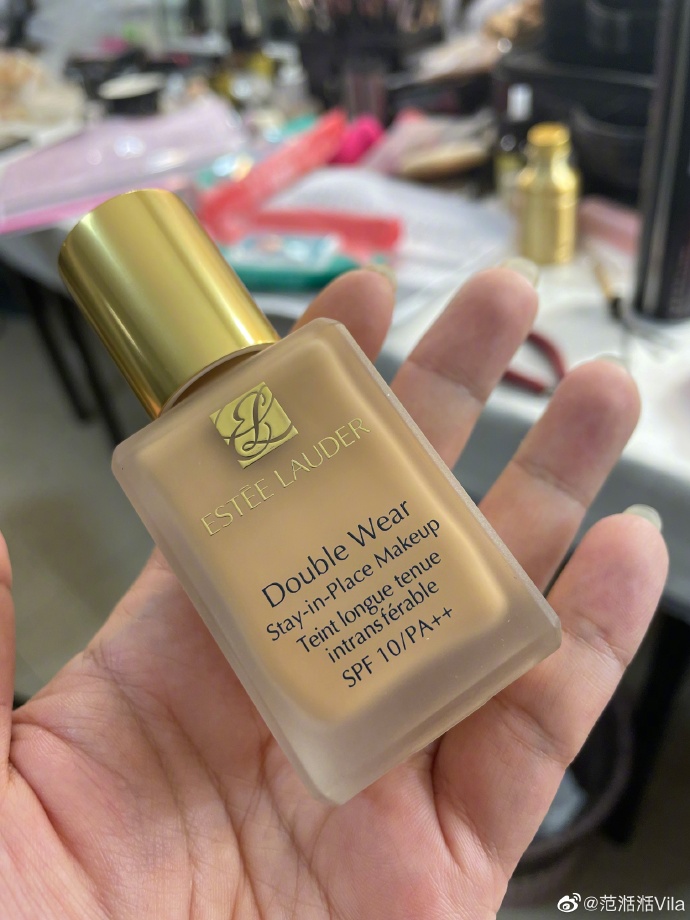 ESTĒE LAUDER
Double Wear
Stay-in-Place Makeup
Teint longue tenue
intransférable
SPF 10/PA++
@范湉湉Vila